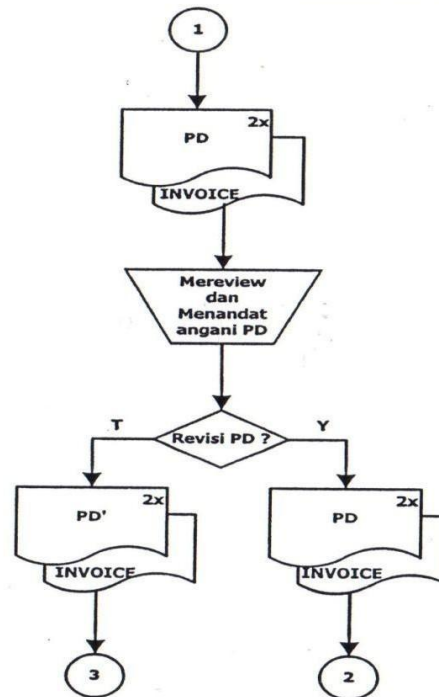 1
2x
PD
INVOICE
Mereview
dan
Menandat
angani PD
T
Revisi PD ?
Y
2x
PD'
INVOICE
2x
PD
INVOICE
3
2